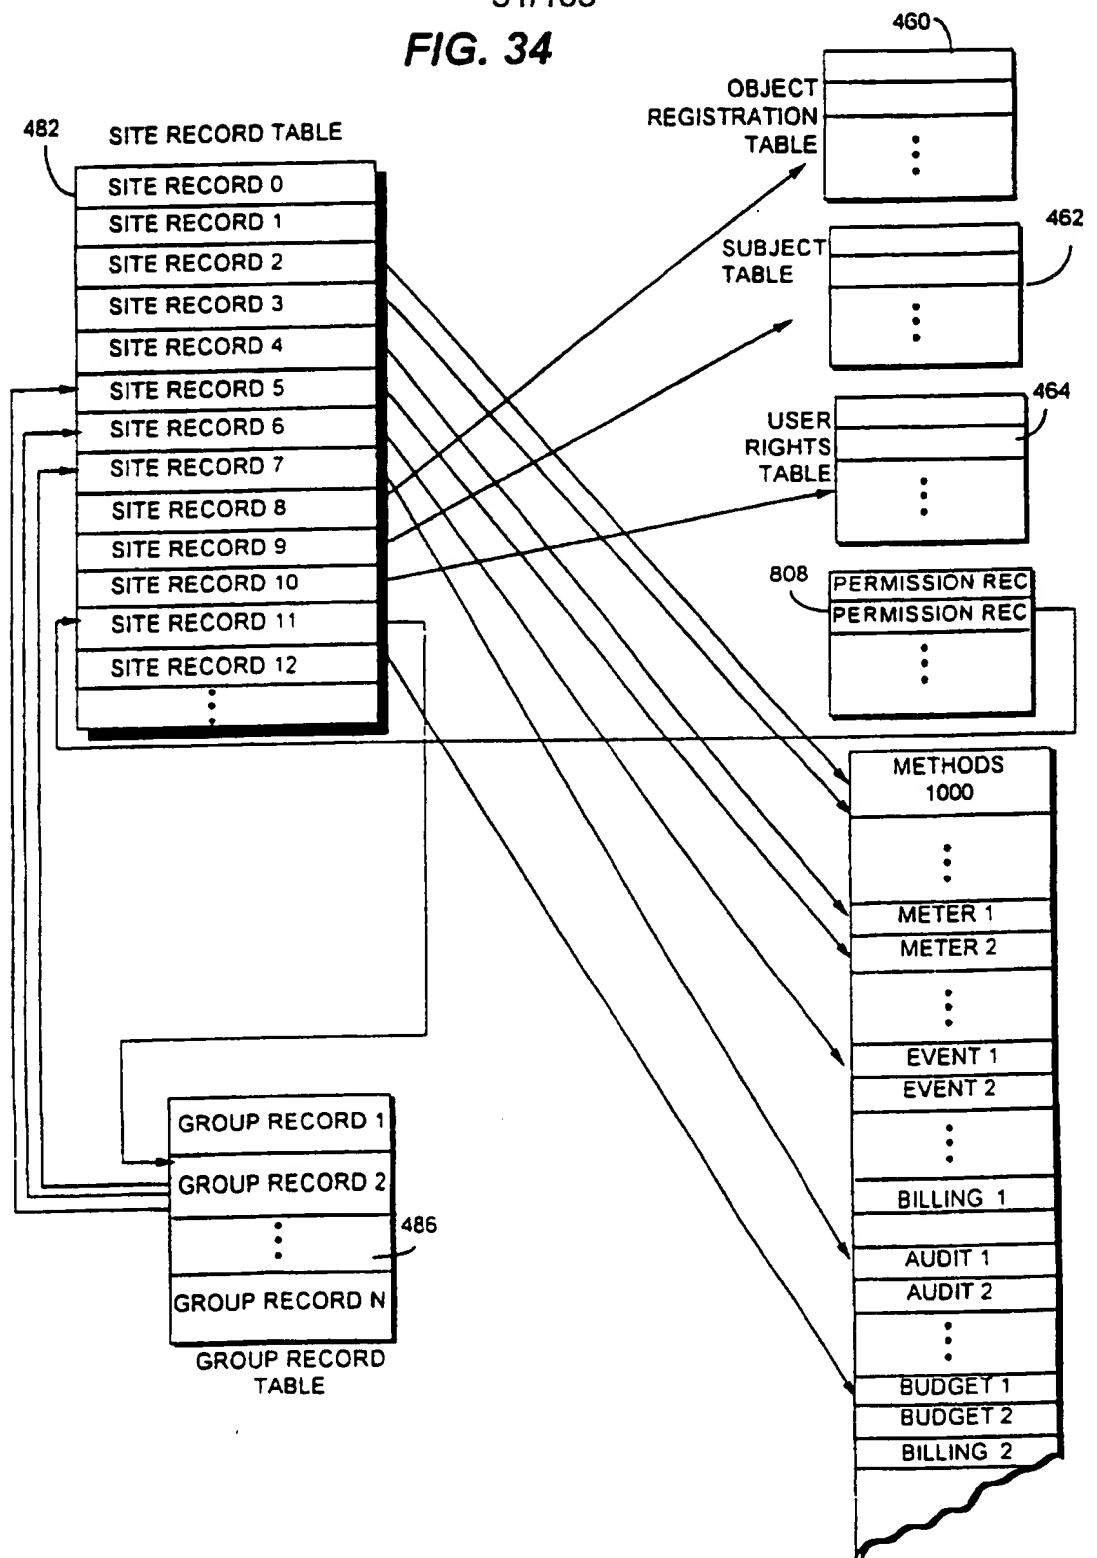 FIG. 34
460
OBJECT
REGISTRATION
TABLE
462
SUBJECT
TABLE
464
USER
RIGHTS
TABLE
808
PERMISSION REC
PERMISSION REC
482
SITE RECORD TABLE
SITE RECORD 0
SITE RECORD 1
SITE RECORD 2
SITE RECORD 3
SITE RECORD 4
SITE RECORD 5
SITE RECORD 6
SITE RECORD 7
SITE RECORD 8
SITE RECORD 9
SITE RECORD 10
SITE RECORD 11
SITE RECORD 12
METHODS
1000
METER 1
METER 2
EVENT 1
EVENT 2
BILLING 1
AUDIT 1
AUDIT 2
BUDGET 1
BUDGET 2
BILLING 2
GROUP RECORD 1
GROUP RECORD 2
486
GROUP RECORD N
GROUP RECORD
TABLE